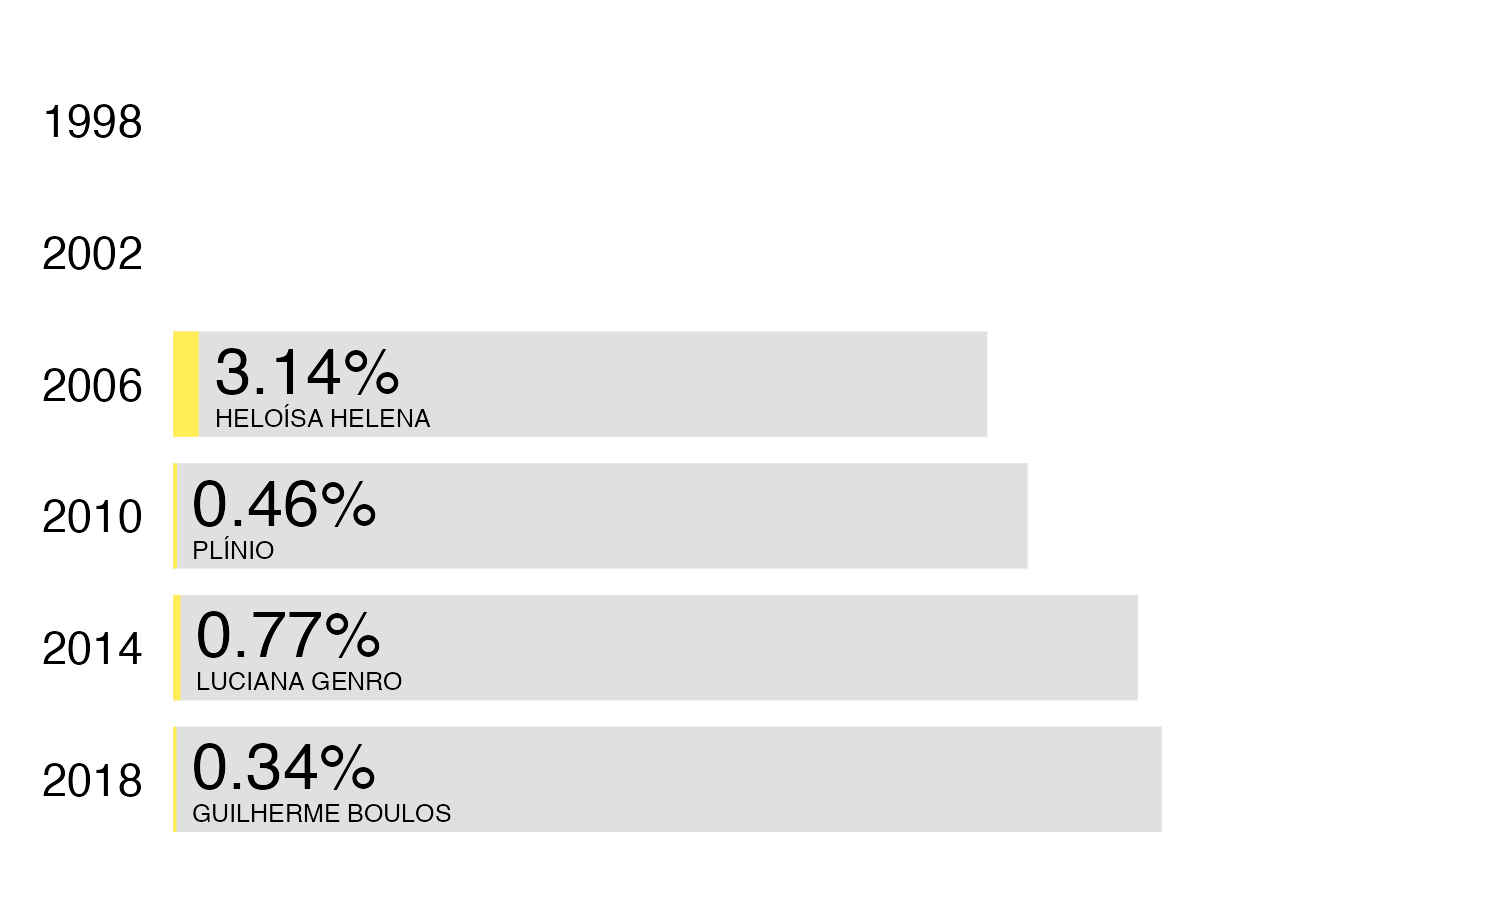 1998
2002
2006
3.14%
HELOÍSA HELENA
2010
0.46%
PLÍNIO
2014
0.77%
LUCIANA GENRO
2018
0.34%
GUILHERME BOULOS